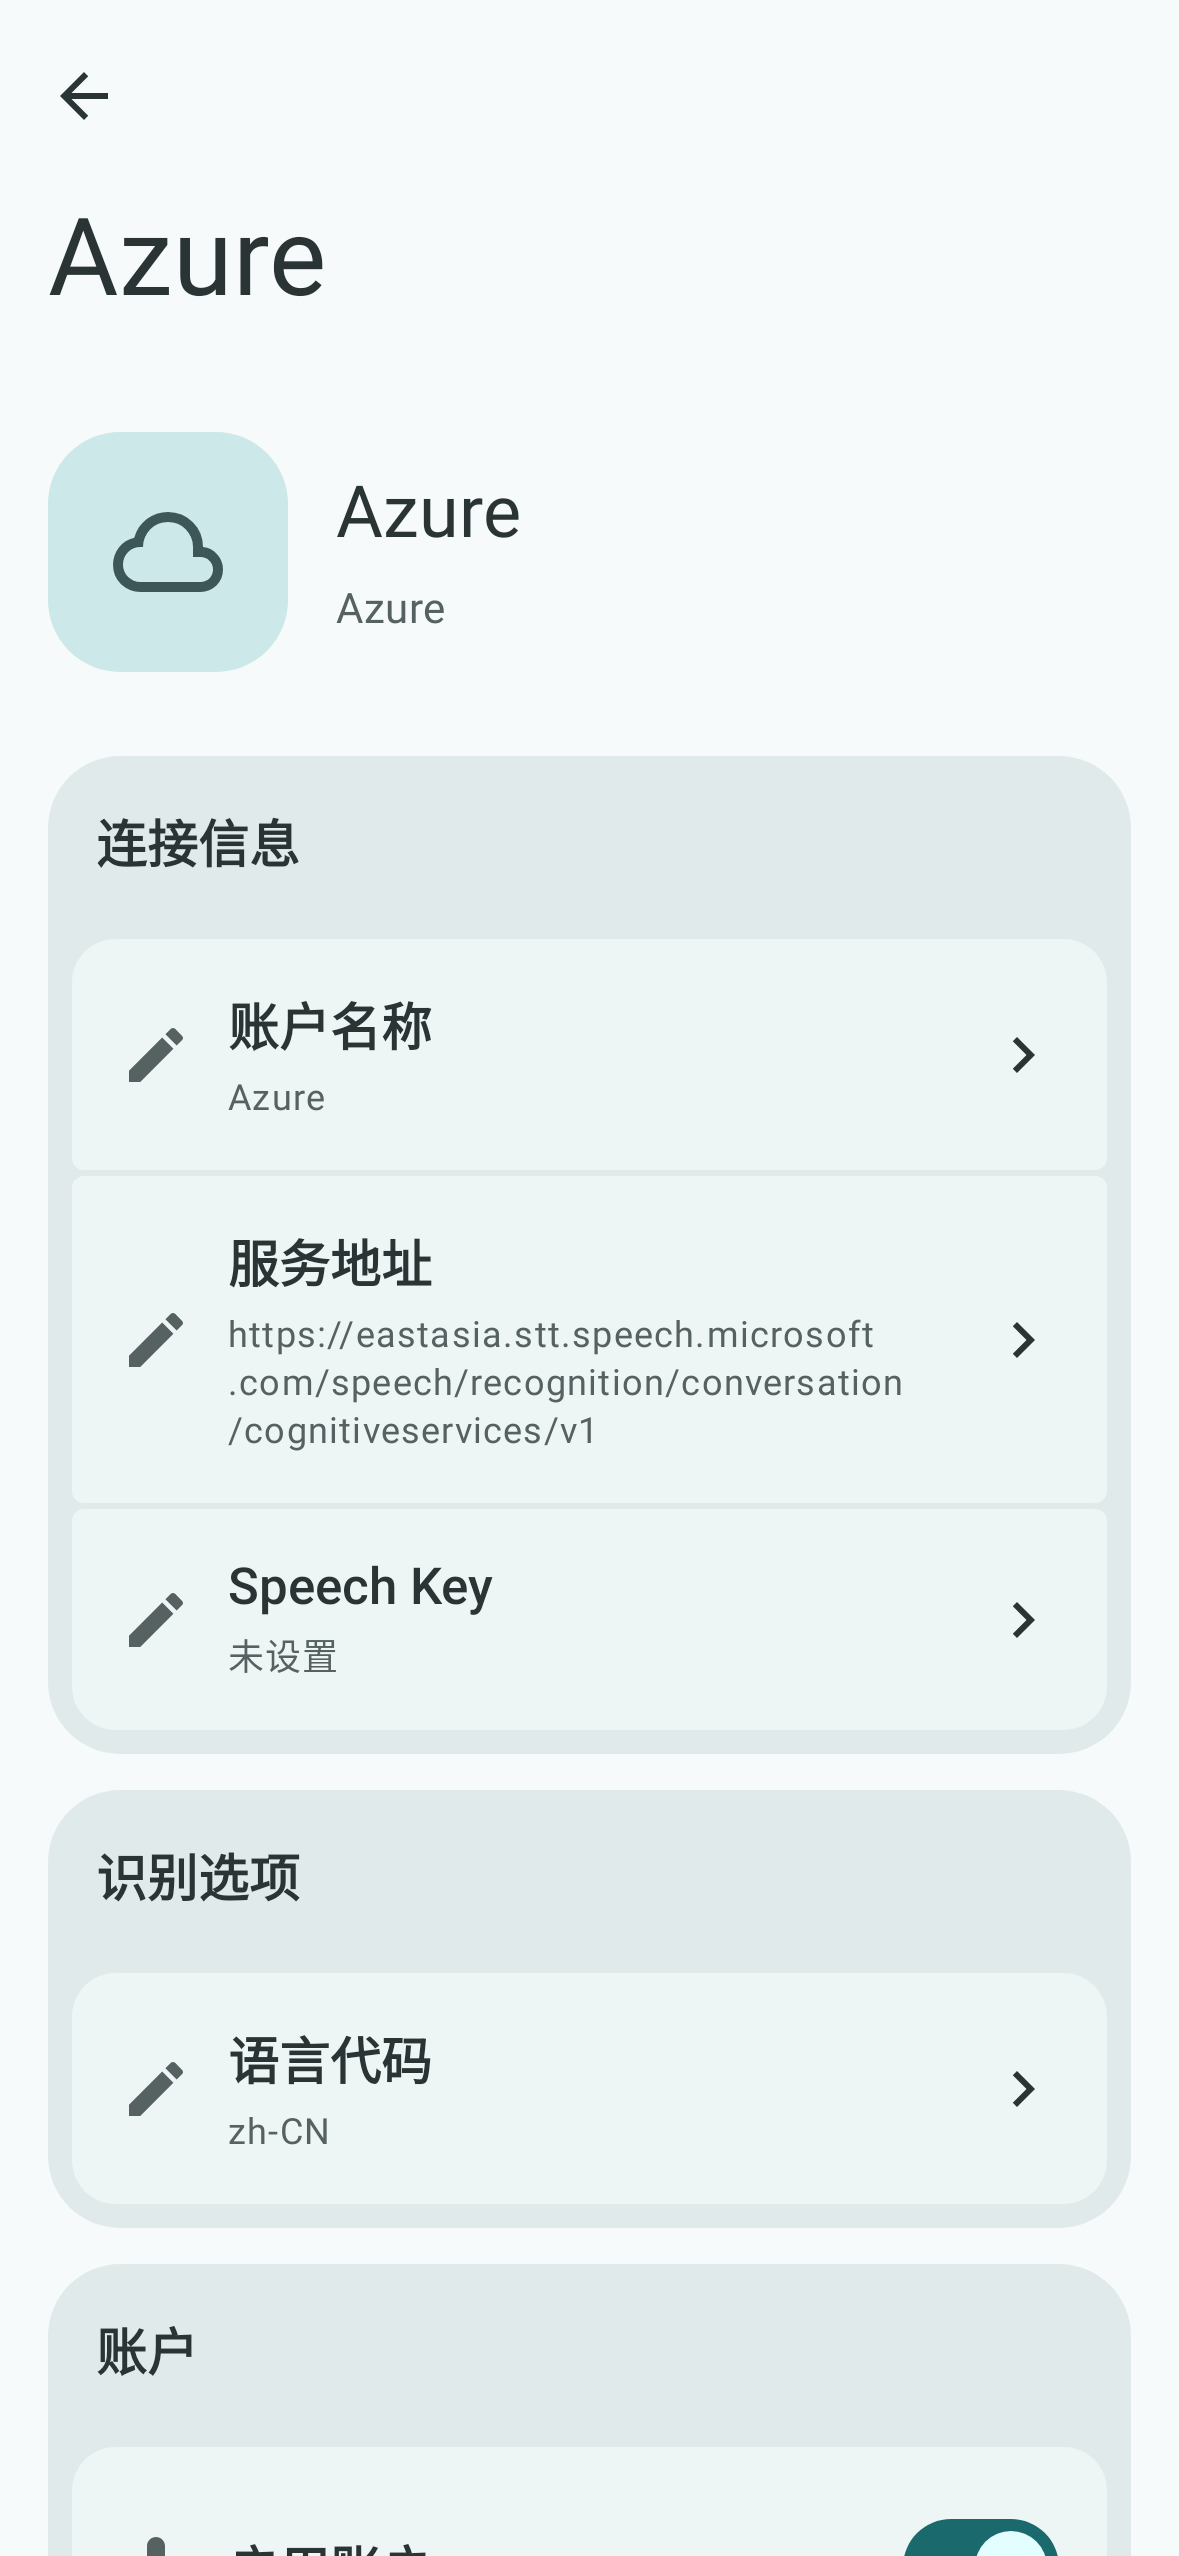 Azure
Azure
Azure
连接信息
账户名称
Azure
服务地址
https://eastasia.stt.speech.microsoft
.com/speech/recognition/conversation
/cognitiveservices/v1
Speech Key
未设置
识别选项
语言代码
zh-CN
账户